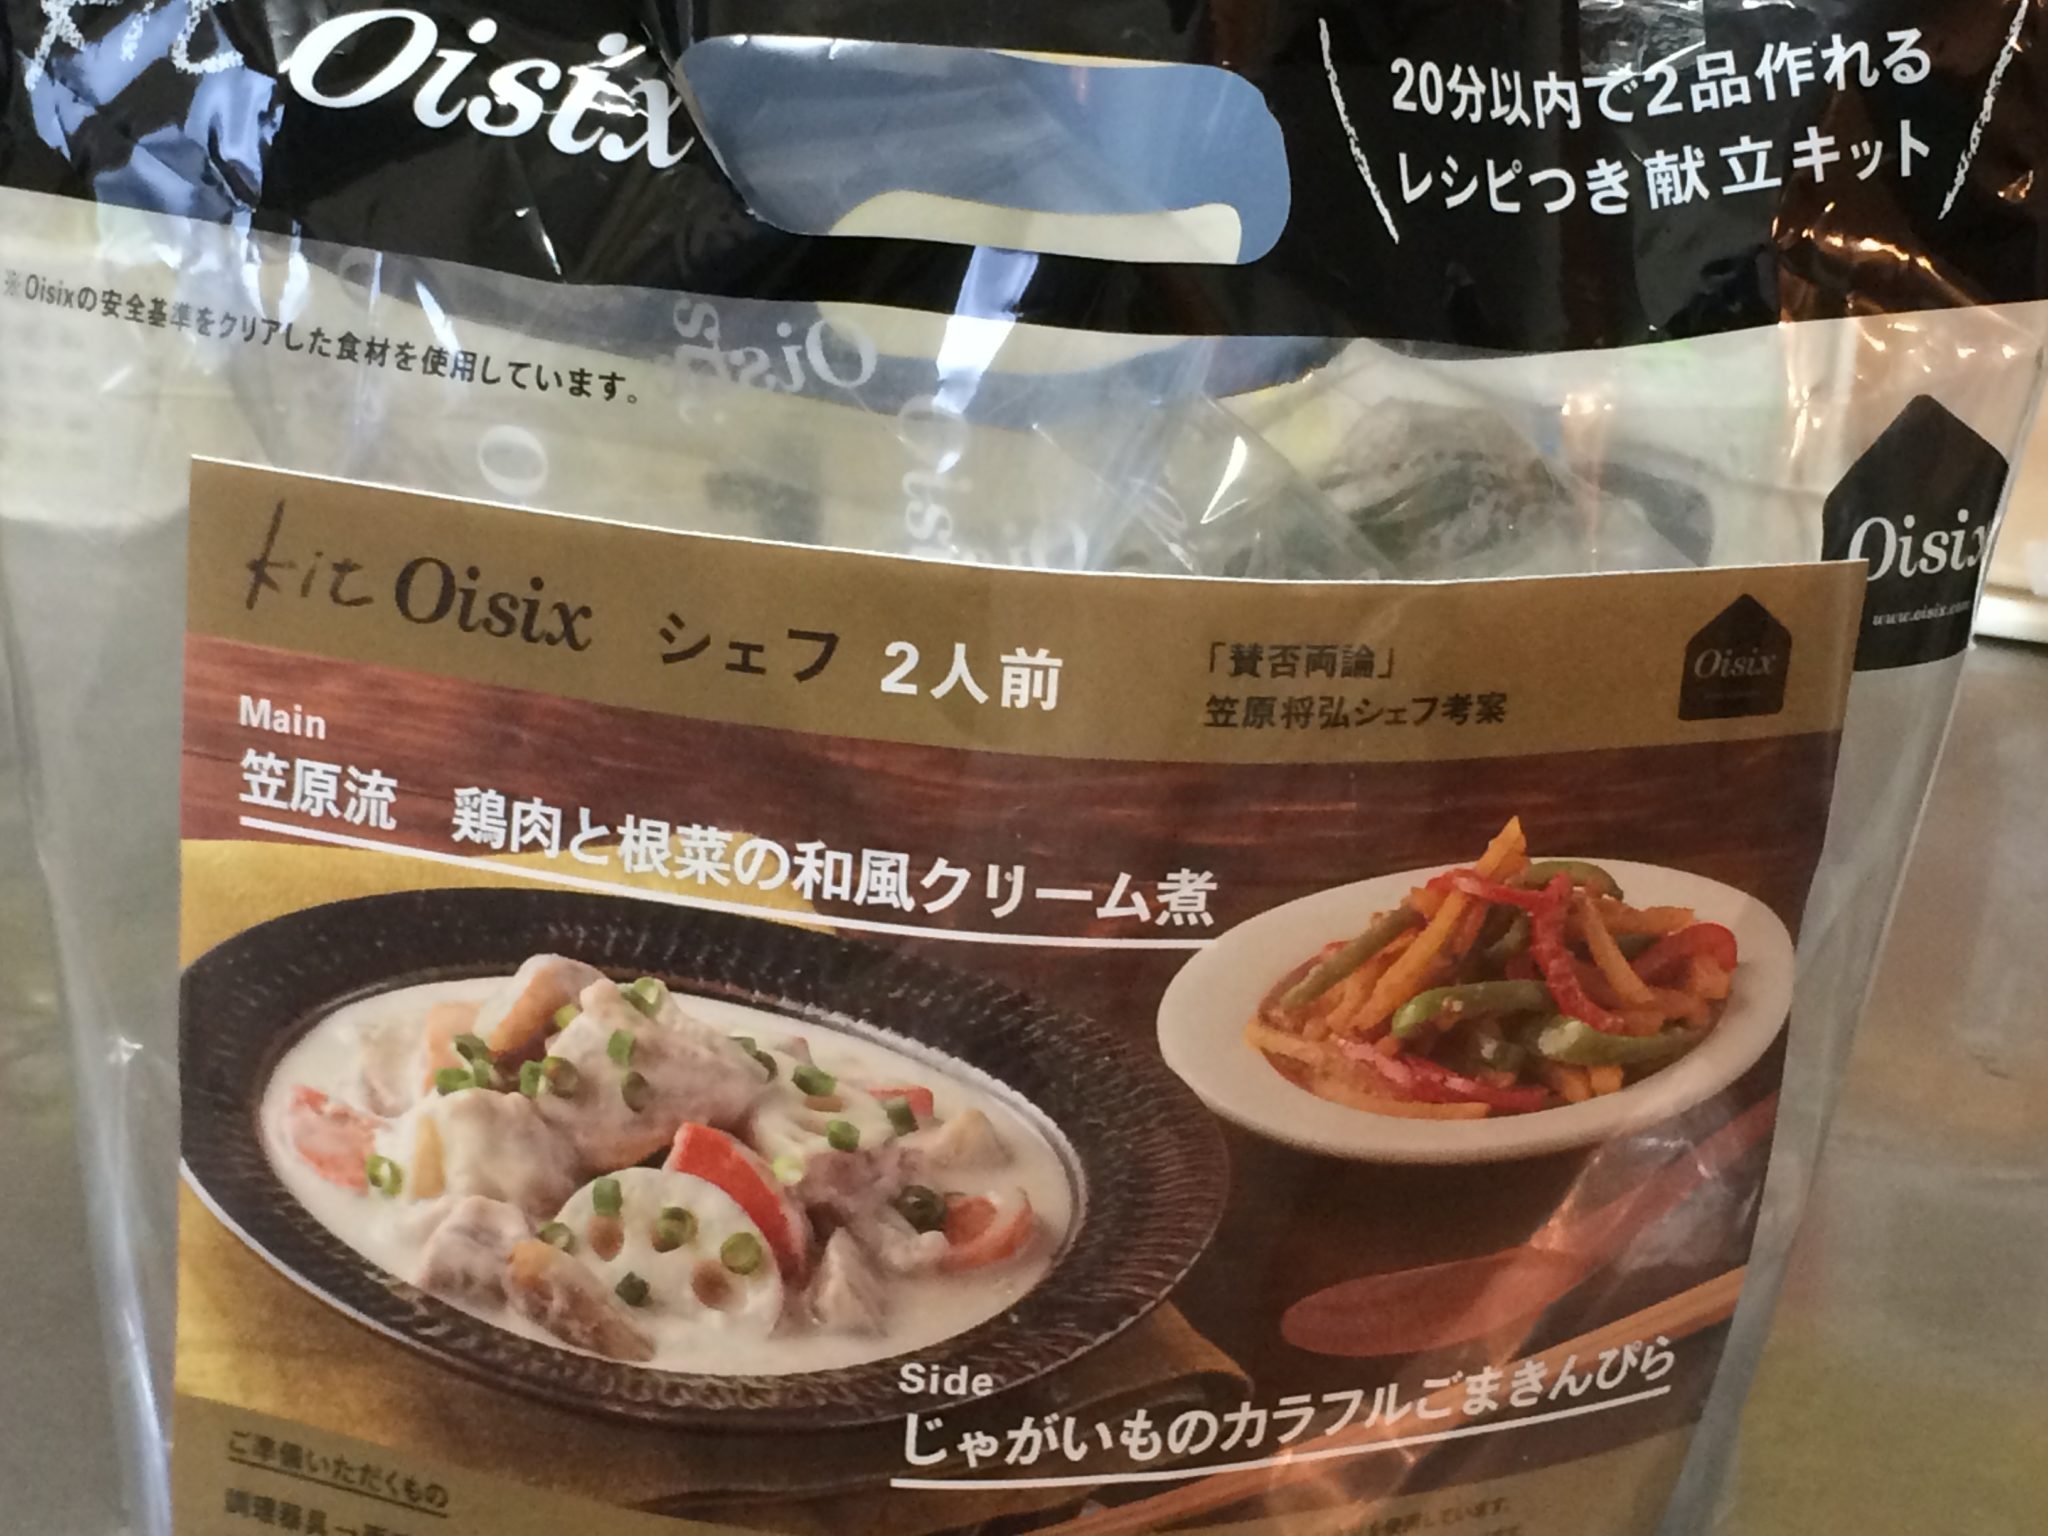 kit Oisix
20分以内で2品作れる
レシピつき献立キット
※Oisixの安全基準をクリアした食材を使用しています。
Oisix
kit Oisix シェフ 2人前
「賛否両論」
笠原将弘シェフ考案
Oisix
Main
笠原流 鶏肉と根菜の和風クリーム煮
Side
じゃがいものカラフルごまきんぴら
ご準備いただくもの
調理器具